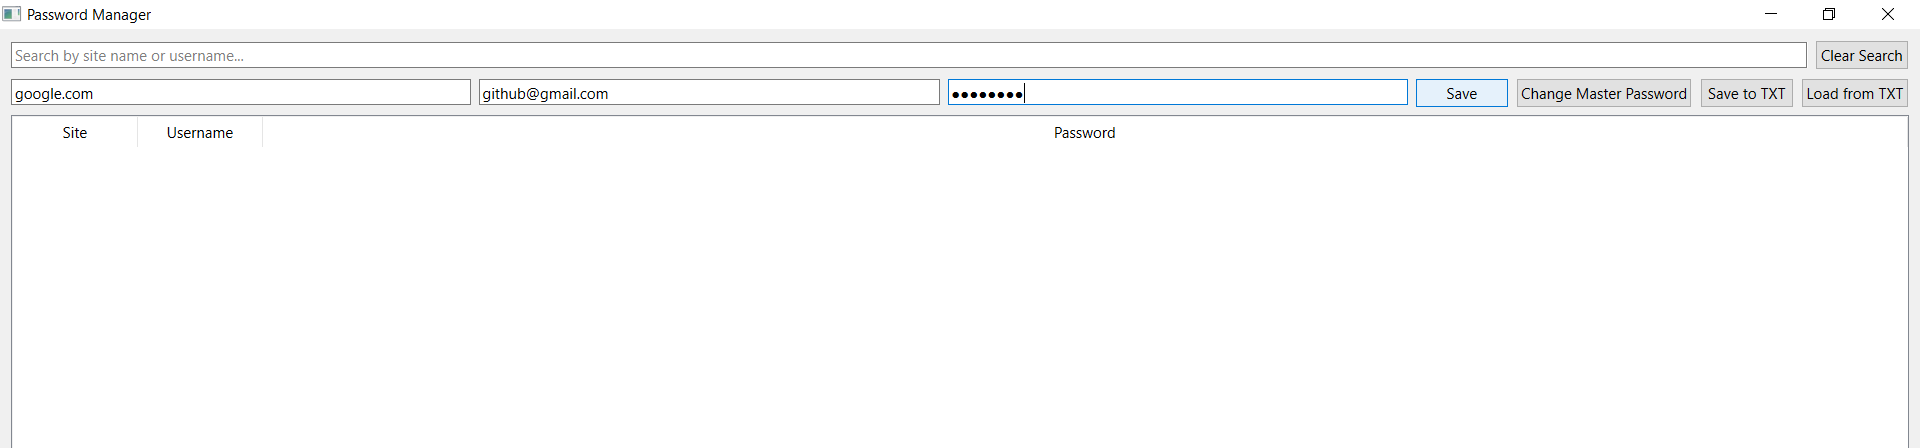 Password Manager
Search by site name or username... Clear Search
google.com github@gmail.com ●●●●●●●● Save Change Master Password Save to TXT Load from TXT
Site Username Password